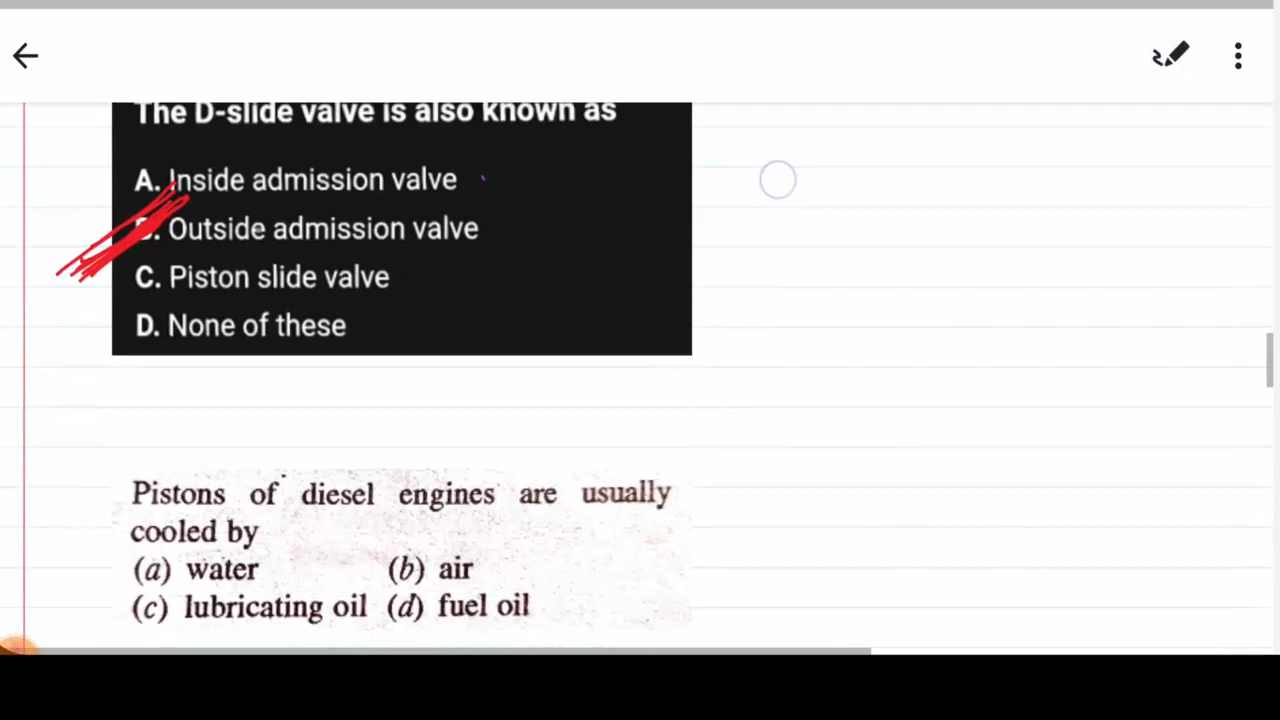 The D-slide valve is also known as
A. Inside admission valve
B. Outside admission valve
C. Piston slide valve
D. None of these
Pistons of diesel engines are usually
cooled by
(a) water (b) air
(c) lubricating oil (d) fuel oil